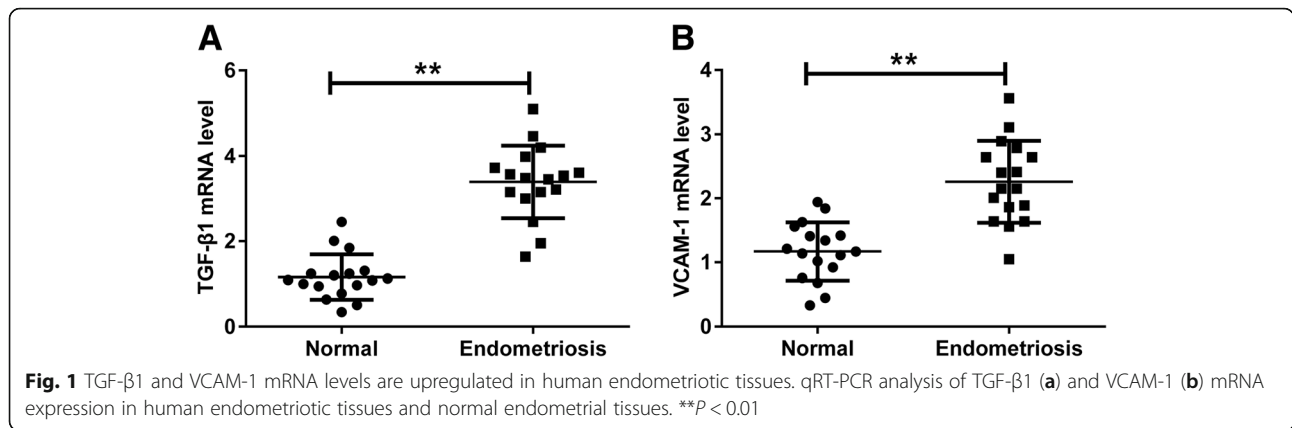 A
TGF-β1 mRNA level
6
4
2
0
**
Normal
Endometriosis
B
VCAM-1 mRNA level
4
3
2
1
0
**
Normal
Endometriosis
Fig. 1 TGF-β1 and VCAM-1 mRNA levels are upregulated in human endometriotic tissues. qRT-PCR analysis of TGF-β1 (a) and VCAM-1 (b) mRNA
expression in human endometriotic tissues and normal endometrial tissues. **P < 0.01